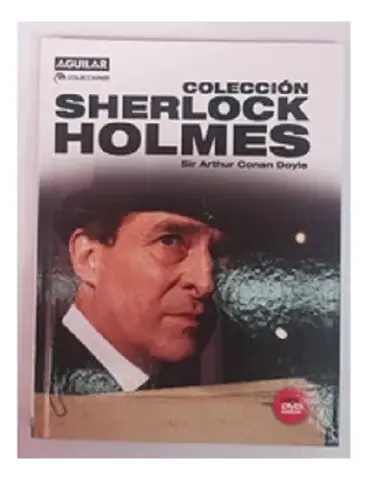 AGUILAR
COLECCIONES
COLECCIÓN
SHERLOCK
HOLMES
Sir Arthur Conan Doyle
DVD